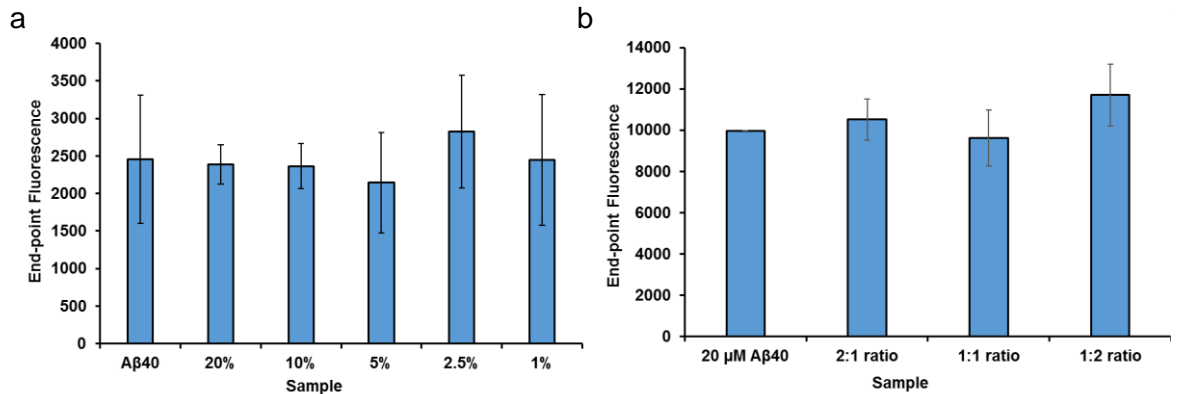 a
End-point Fluorescence
4000
3500
3000
2500
2000
1500
1000
500
0
Aβ40 20% 10% 5% 2.5% 1%
Sample
b
End-point Fluorescence
14000
12000
10000
8000
6000
4000
2000
0
20 µM Aβ40 2:1 ratio 1:1 ratio 1:2 ratio
Sample